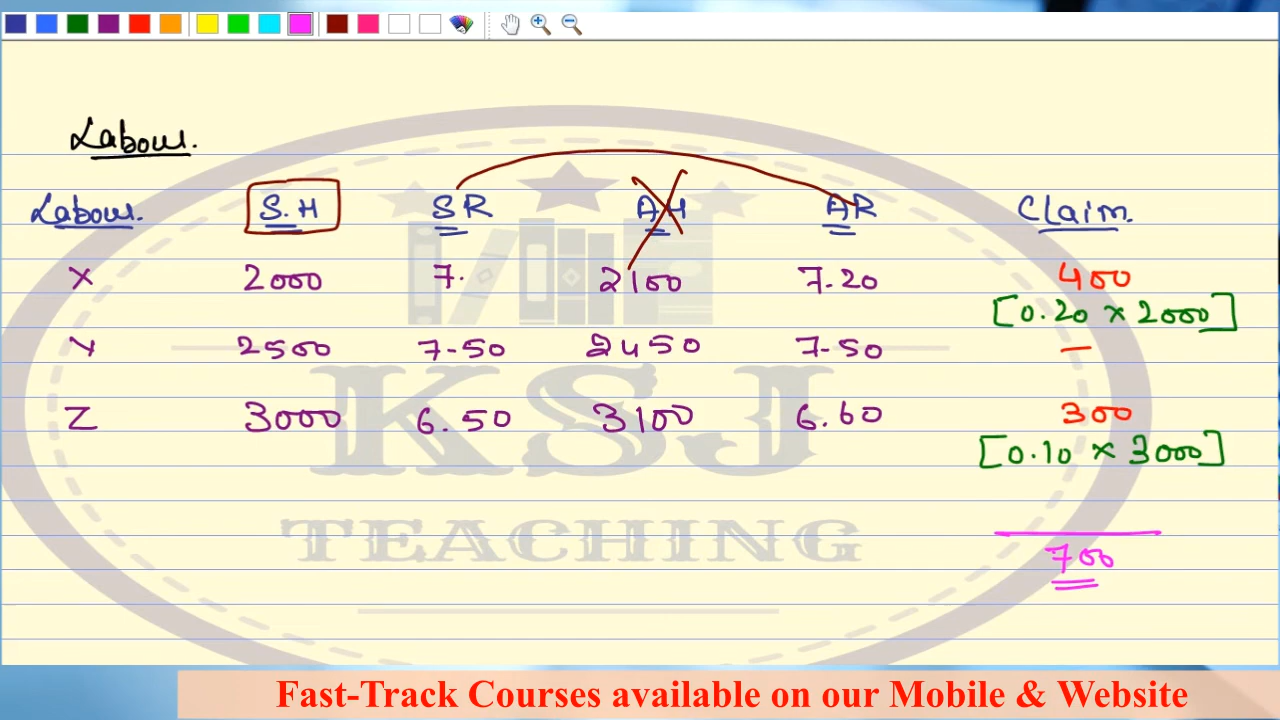 Labour.
Labour. S.H SR AH AR Claim.
X 2000 7. 2100 7.20 400
[0.20 x 2000]
Y 2500 7.50 2450 7.50 —
Z 3000 6.50 3100 6.60 300
[0.10 x 3000]
700
KSJ
TEACHING
Fast-Track Courses available on our Mobile & Website